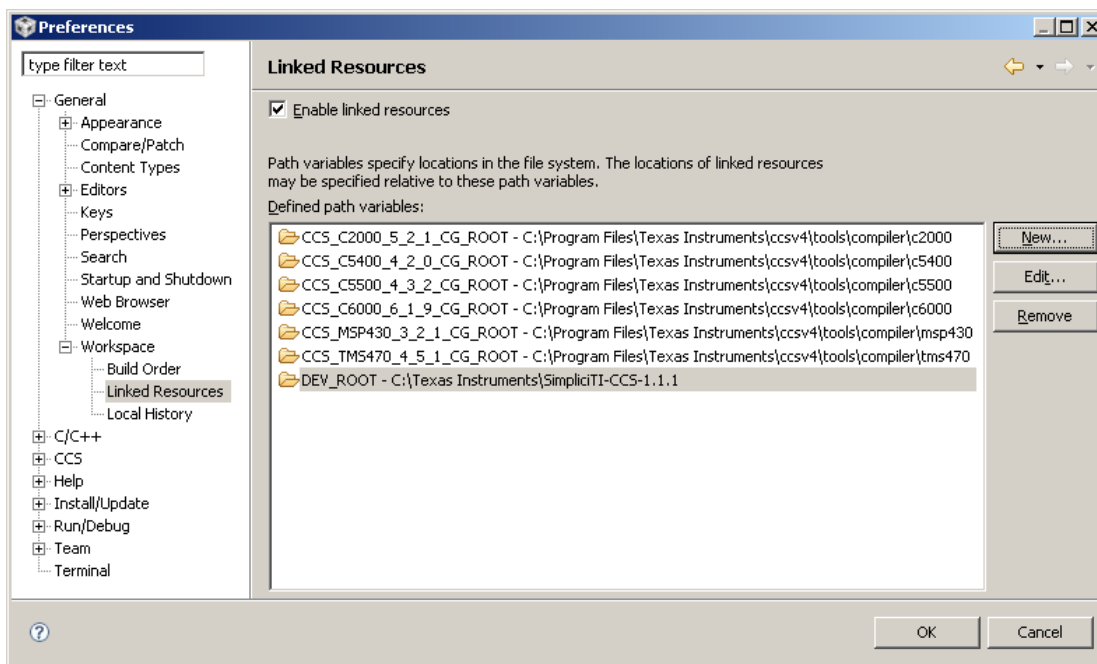 Preferences
type filter text
General
Appearance
Compare/Patch
Content Types
Editors
Keys
Perspectives
Search
Startup and Shutdown
Web Browser
Welcome
Workspace
Build Order
Linked Resources
Local History
C/C++
CCS
Help
Install/Update
Run/Debug
Team
Terminal
Linked Resources
Enable linked resources
Path variables specify locations in the file system. The locations of linked resources
may be specified relative to these path variables.
Defined path variables:
CCS_C2000_5_2_1_CG_ROOT - C:\Program Files\Texas Instruments\ccsv4\tools\compiler\c2000
CCS_C5400_4_2_0_CG_ROOT - C:\Program Files\Texas Instruments\ccsv4\tools\compiler\c5400
CCS_C5500_4_3_2_CG_ROOT - C:\Program Files\Texas Instruments\ccsv4\tools\compiler\c5500
CCS_C6000_6_1_9_CG_ROOT - C:\Program Files\Texas Instruments\ccsv4\tools\compiler\c6000
CCS_MSP430_3_2_1_CG_ROOT - C:\Program Files\Texas Instruments\ccsv4\tools\compiler\msp430
CCS_TMS470_4_5_1_CG_ROOT - C:\Program Files\Texas Instruments\ccsv4\tools\compiler\tms470
DEV_ROOT - C:\Texas Instruments\SimpliciTI-CCS-1.1.1
New...
Edit...
Remove
OK
Cancel